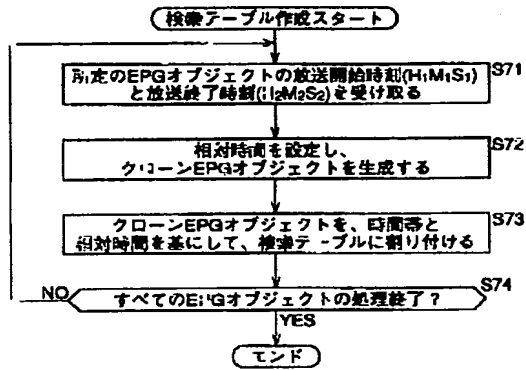 検索テーブル作成スタート
所定のEPGオブジェクトの放送開始時刻(H₁M₁S₁)
と放送終了時刻(H₂M₂S₂)を受け取る
S71
相対時間を設定し、
クローンEPGオブジェクトを生成する
S72
クローンEPGオブジェクトを、時間帯と
相対時間を基にして、検索テーブルに割り付ける
S73
すべてのEPGオブジェクトの処理終了？
S74
NO
YES
エンド